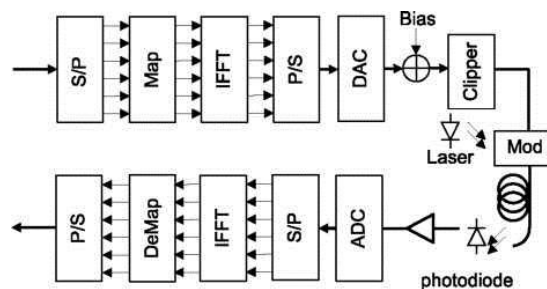 Bias
S/P
Map
IFFT
P/S
DAC
Clipper
Laser
Mod
P/S
DeMap
IFFT
S/P
ADC
photodiode